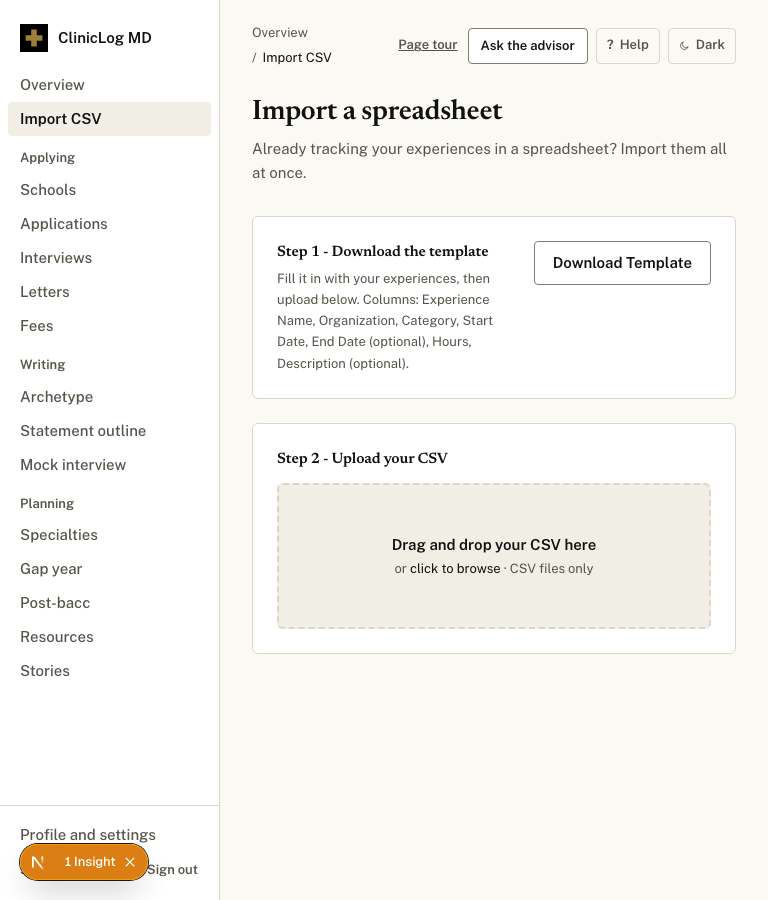 ClinicLog MD
Overview
Import CSV
Applying
Schools
Applications
Interviews
Letters
Fees
Writing
Archetype
Statement outline
Mock interview
Planning
Specialties
Gap year
Post-bacc
Resources
Stories
Profile and settings
1 Insight
Sign out
Overview
/ Import CSV
Page tour
Ask the advisor
? Help
Dark
Import a spreadsheet
Already tracking your experiences in a spreadsheet? Import them all
at once.
Step 1 - Download the template
Fill it in with your experiences, then
upload below. Columns: Experience
Name, Organization, Category, Start
Date, End Date (optional), Hours,
Description (optional).
Download Template
Step 2 - Upload your CSV
Drag and drop your CSV here
or click to browse · CSV files only